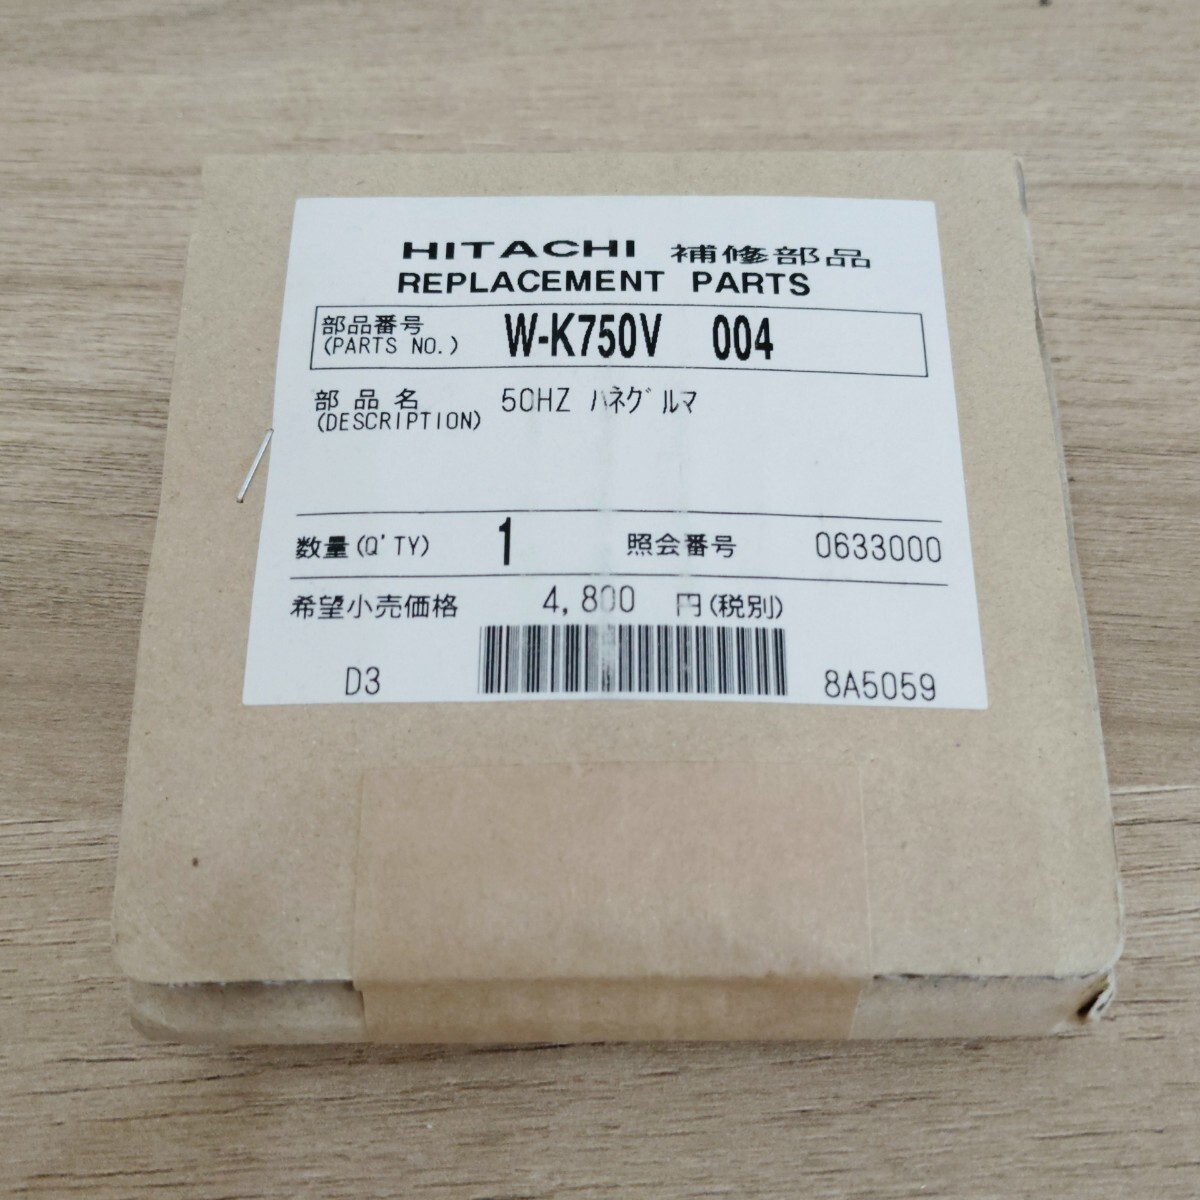 HITACHI 補修部品
REPLACEMENT PARTS
部品番号
(PARTS NO.) W-K750V 004
部品名 50HZ ﾊネグﾞルマ
(DESCRIPTION)
数量(Q'TY) 1 照会番号 0633000
希望小売価格 4,800 円(税別)
D3 8A5059